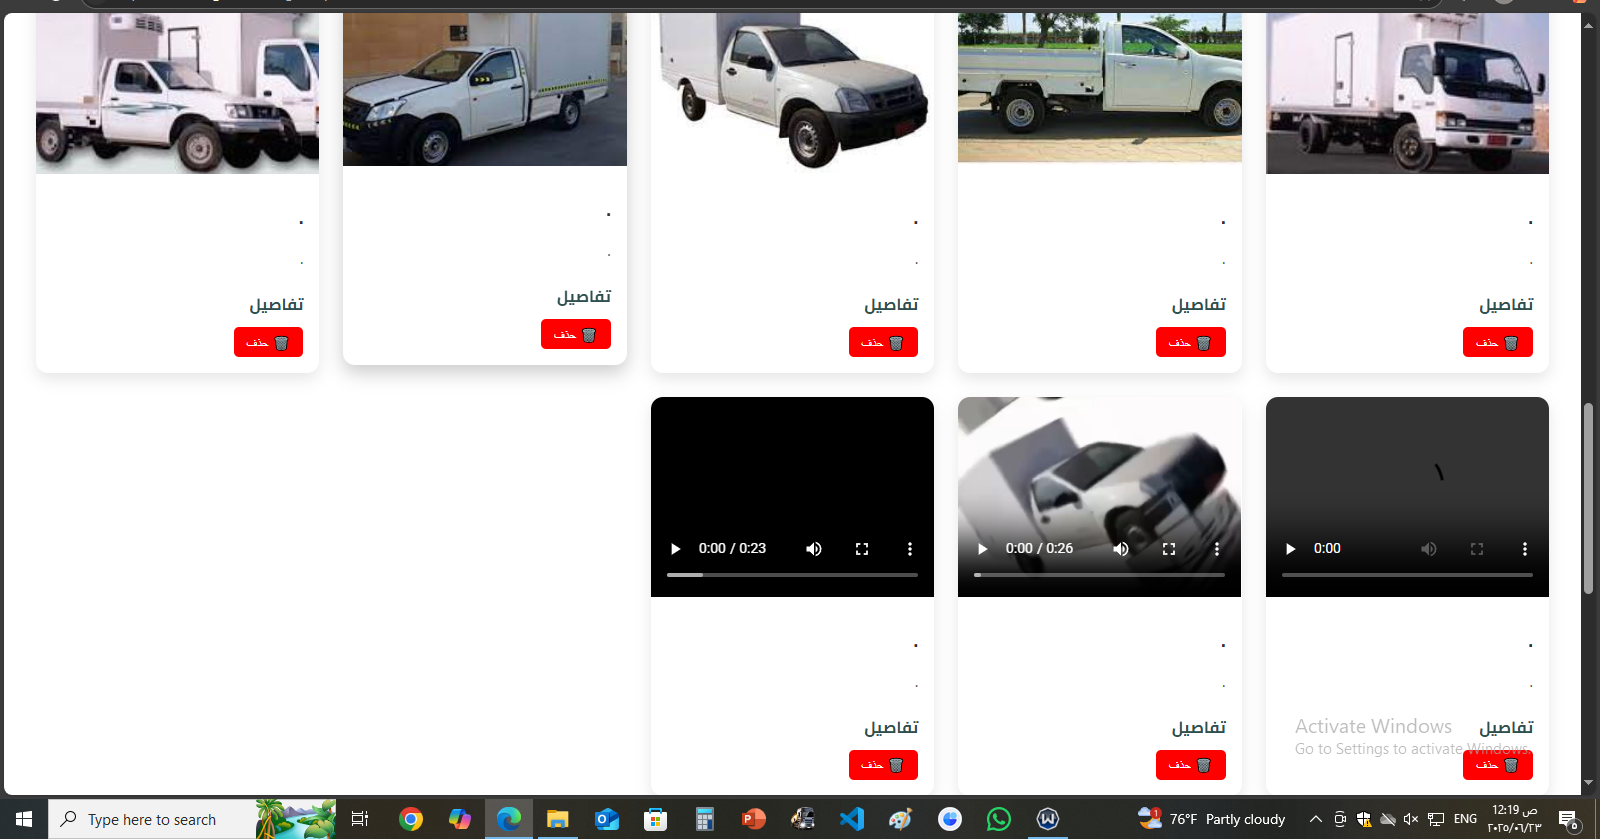 .
.
.
.
.
.
.
.
.
.
تفاصيل
تفاصيل
تفاصيل
تفاصيل
تفاصيل
حذف
حذف
حذف
حذف
حذف
0:00
0:00 / 0:26
0:00 / 0:23
.
.
.
.
.
.
تفاصيل
تفاصيل
تفاصيل
حذف
حذف
حذف
Activate Windows
Go to Settings to activate Windows.
Type here to search
1
76°F Partly cloudy
ENG
12:19 ص
٢٠٢٥/٠٦/٢٣